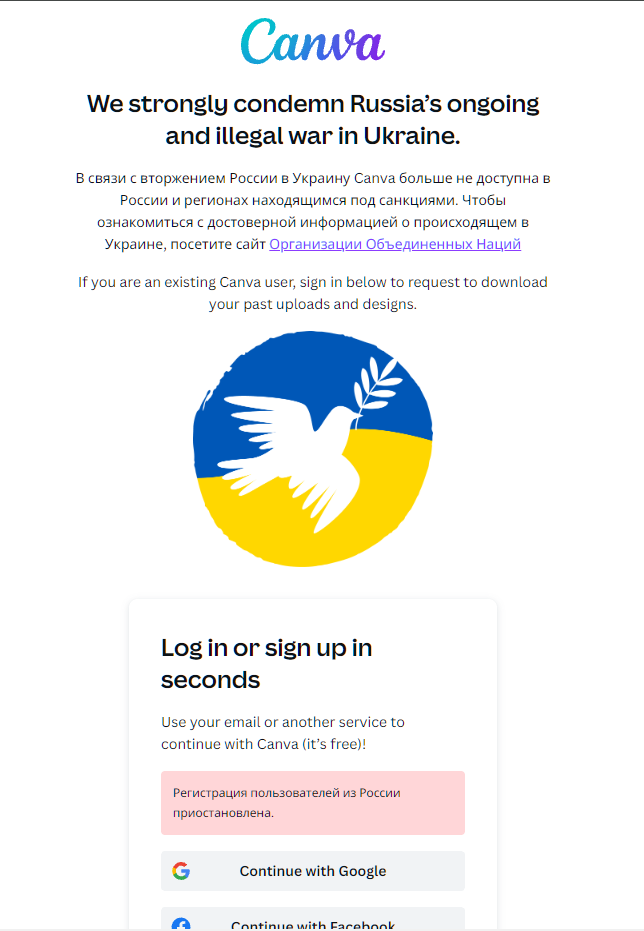 Canva
We strongly condemn Russia’s ongoing
and illegal war in Ukraine.
В связи с вторжением России в Украину Canva больше не доступна в
России и регионах находящимся под санкциями. Чтобы
ознакомиться с достоверной информацией о происходящем в
Украине, посетите сайт Организации Объединенных Наций
If you are an existing Canva user, sign in below to request to download
your past uploads and designs.
Log in or sign up in
seconds
Use your email or another service to
continue with Canva (it’s free)!
Регистрация пользователей из России
приостановлена.
Continue with Google
Continue with Facebook